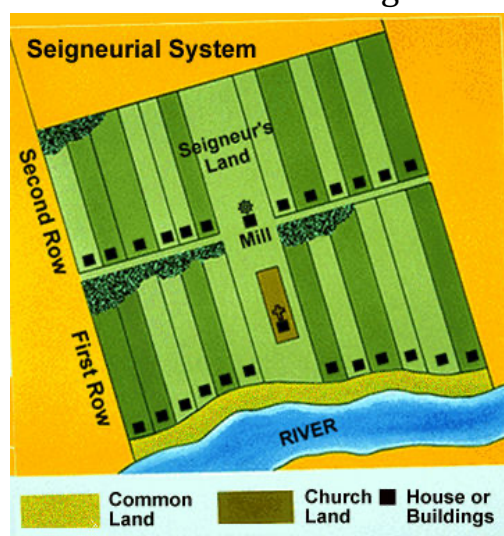 Seigneurial System
Seigneur's
Land
Second Row
Mill
First Row
RIVER
Common
Land
Church
Land
House or
Buildings